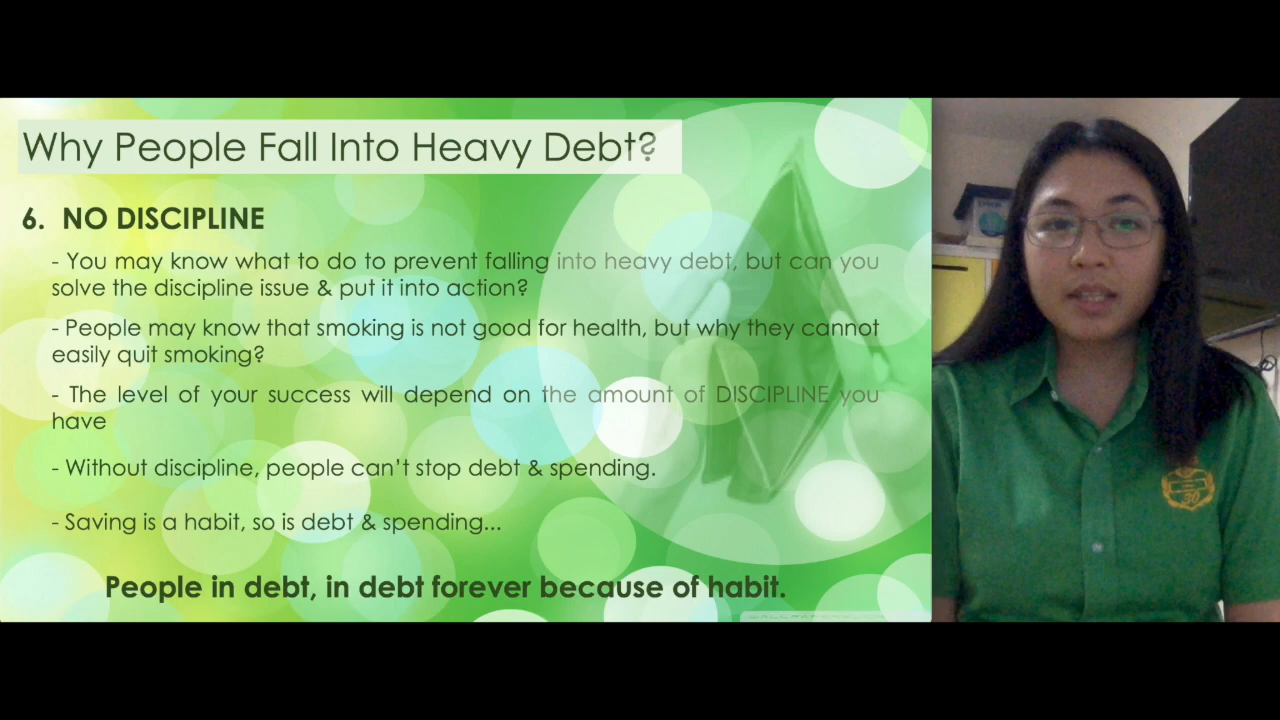 Why People Fall Into Heavy Debt?
6. NO DISCIPLINE
- You may know what to do to prevent falling into heavy debt, but can you
solve the discipline issue & put it into action?
- People may know that smoking is not good for health, but why they cannot
easily quit smoking?
- The level of your success will depend on the amount of DISCIPLINE you
have
- Without discipline, people can't stop debt & spending.
- Saving is a habit, so is debt & spending...
People in debt, in debt forever because of habit.
30